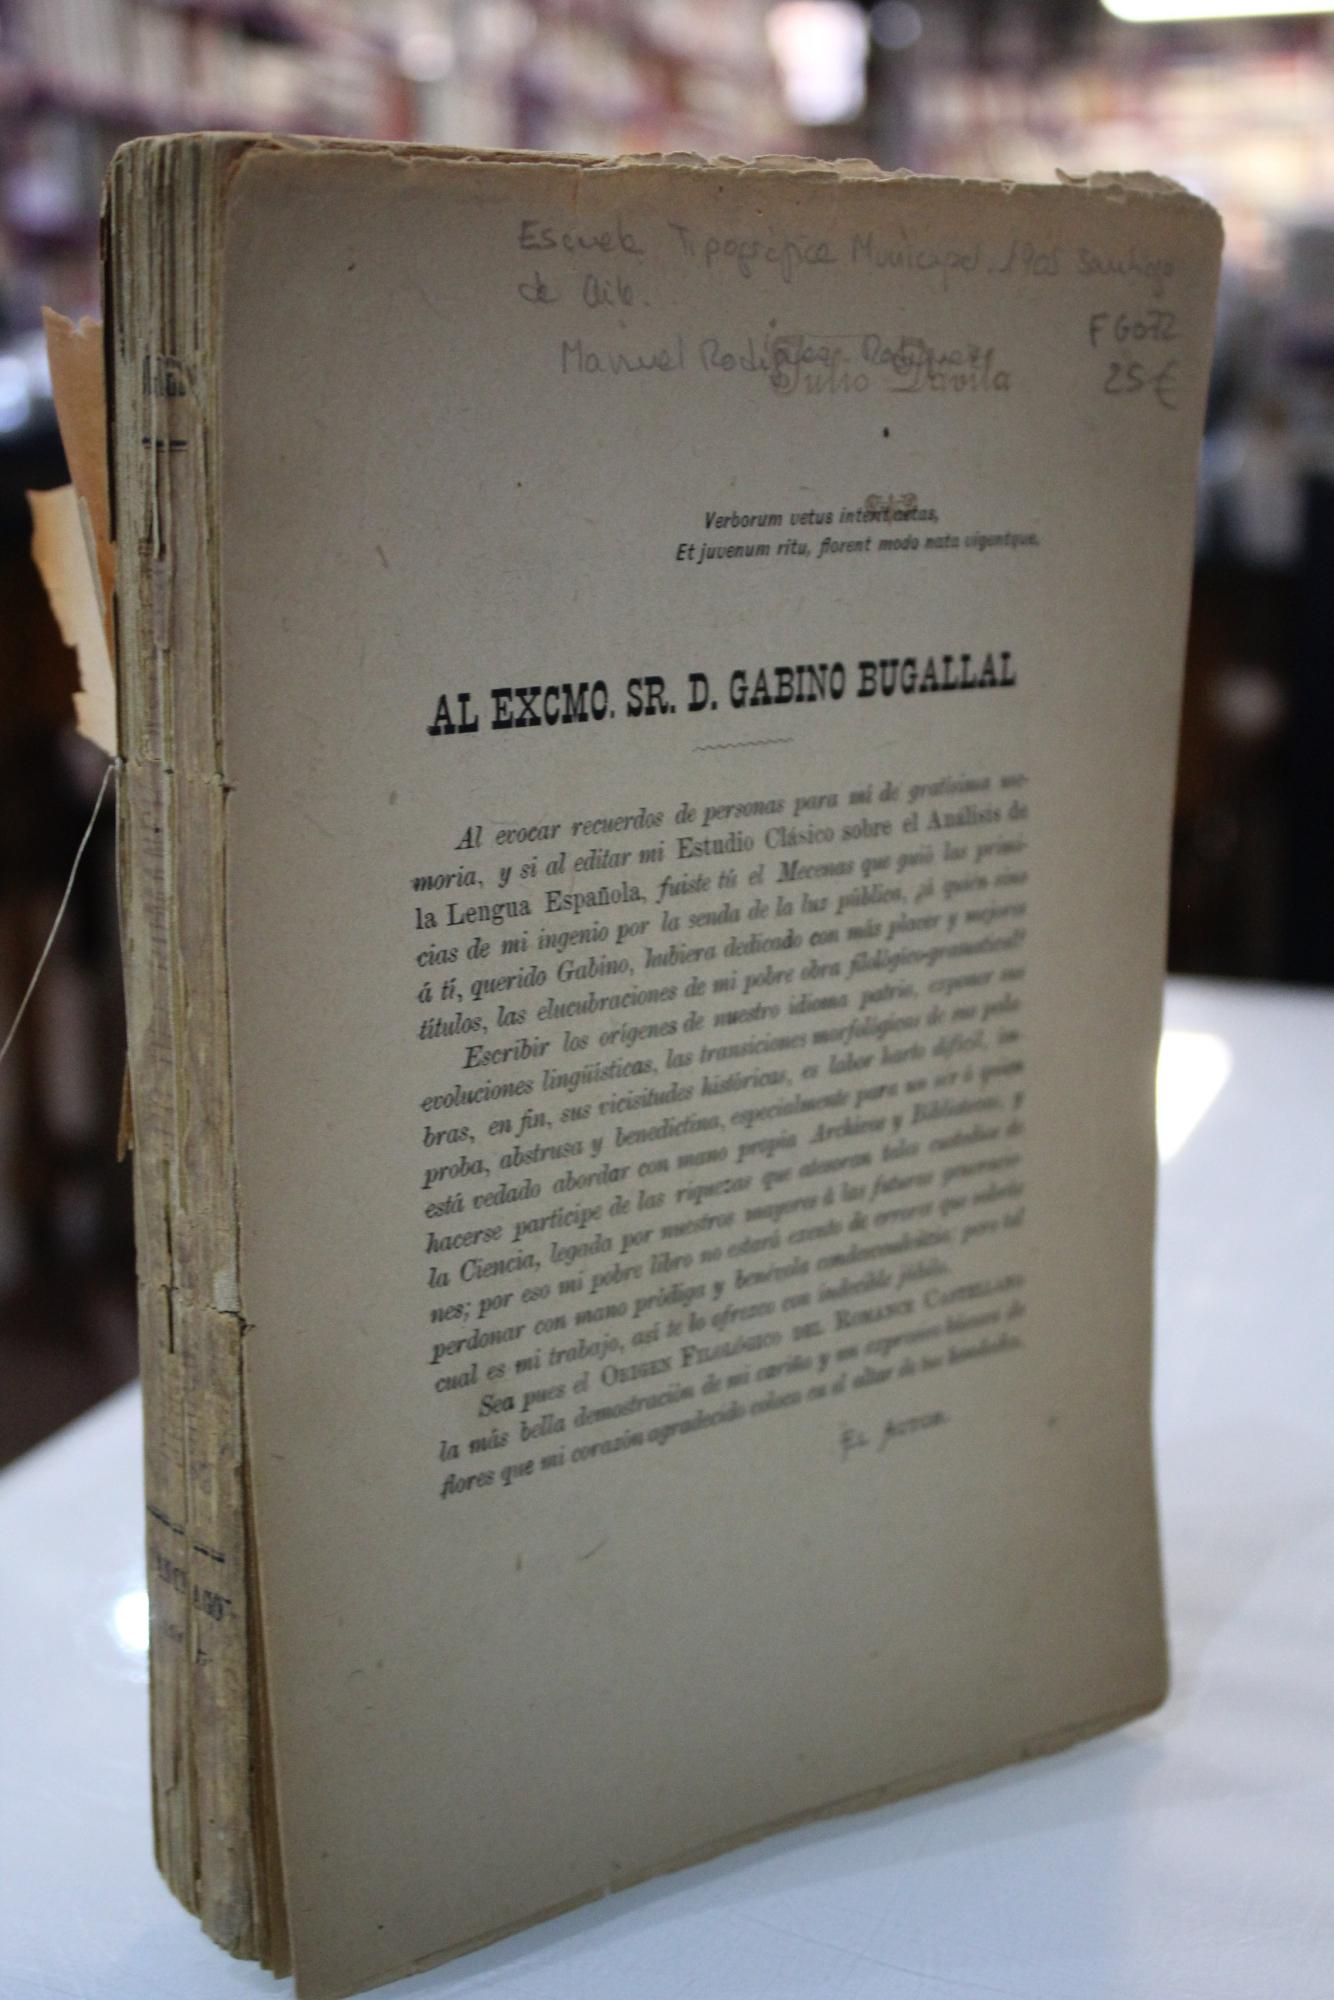 Escuela Tipográfica Municipal. 1905 Santiago
de
F6072
Manuel Rodríguez Rodríguez
Julio Davila
25 €
Verborum vetus interit aetas,
Et juvenum ritu, florent modo nata vigentque,
AL EXCMO. SR. D. GABINO BUGALLAL
Al evocar recuerdos de personas para mí de gratísima me-
moria, y si al editar mi Estudio Clásico sobre el Análisis de
la Lengua Española, fuiste tú el Mecenas que guió las primi-
cias de mi ingenio por la senda de la luz pública, ¿á quién sino
á tí, querido Gabino, hubiera dedicado con más placer y mejores
títulos, las elucubraciones de mi pobre obra filológico-gramatical?
Escribir los orígenes de nuestro idioma patrio, exponer sus
evoluciones lingüísticas, las transiciones morfológicas de sus pala-
bras, en fin, sus vicisitudes históricas, es labor harto difícil, ím-
proba, abstrusa y benedictina, especialmente para un ser á quien
está vedado abordar con mano propia Archivos y Bibliotecas, y
hacerse partícipe de las riquezas que atesoran tales custodios de
la Ciencia, legada por nuestros mayores á las futuras generacio-
nes; por eso mi pobre libro no estará exento de errores que sabrás
perdonar con mano pródiga y benévola condescendencia; pero tal
cual es mi trabajo, así te lo ofrezco con indecible júbilo.
Sea pues el ORIGEN FILOLÓGICO DEL ROMANCE CASTELLANO
la más bella demostración de mi cariño y un expresivo búcaro de
flores que mi corazón agradecido coloca en el altar de tus bondades.
EL AUTOR.